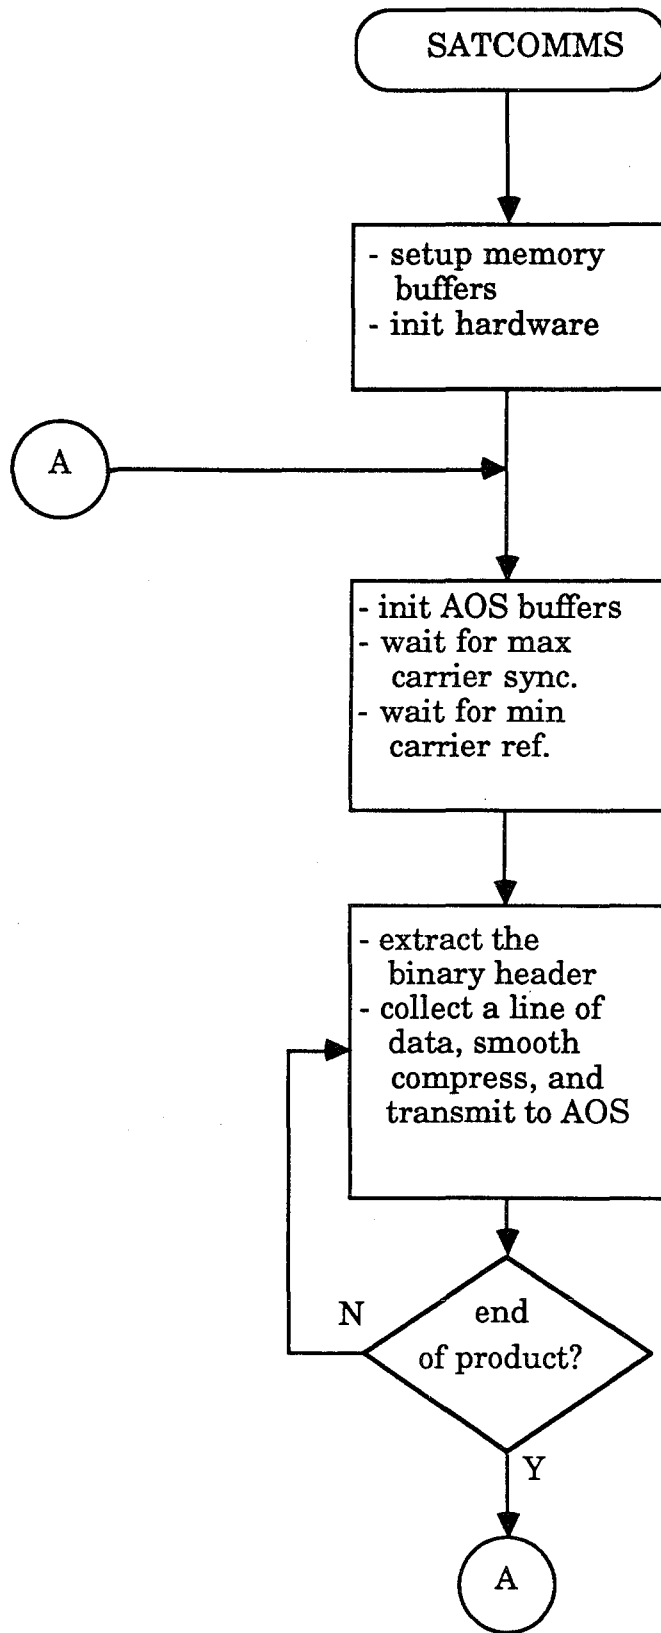 SATCOMMS
- setup memory
buffers
- init hardware
A
- init AOS buffers
- wait for max
carrier sync.
- wait for min
carrier ref.
- extract the
binary header
- collect a line of
data, smooth
compress, and
transmit to AOS
N
end
of product?
Y
A